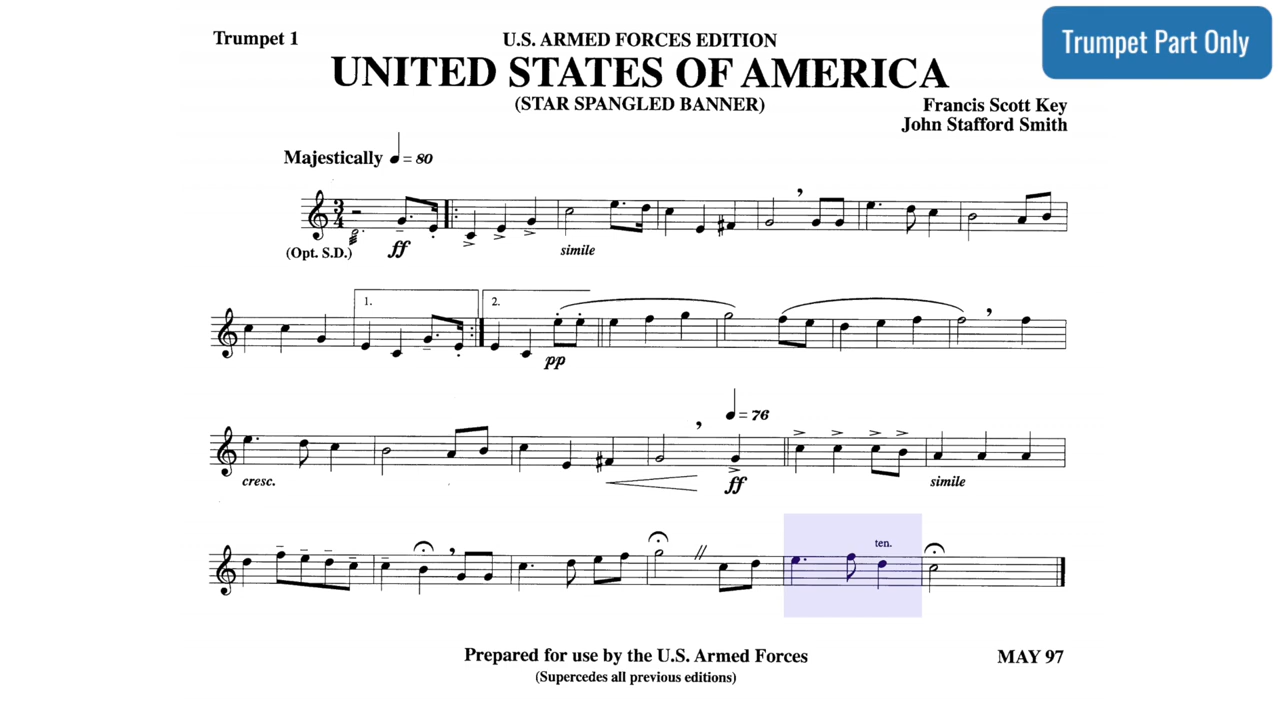 Trumpet Part Only
Trumpet 1
U.S. ARMED FORCES EDITION
UNITED STATES OF AMERICA
(STAR SPANGLED BANNER)
Francis Scott Key
John Stafford Smith
Majestically ♩ = 80
3
4
(Opt. S.D.)
ff
simile
1.
2.
pp
♩ = 76
cresc.
ff
simile
ten.
Prepared for use by the U.S. Armed Forces
MAY 97
(Supercedes all previous editions)